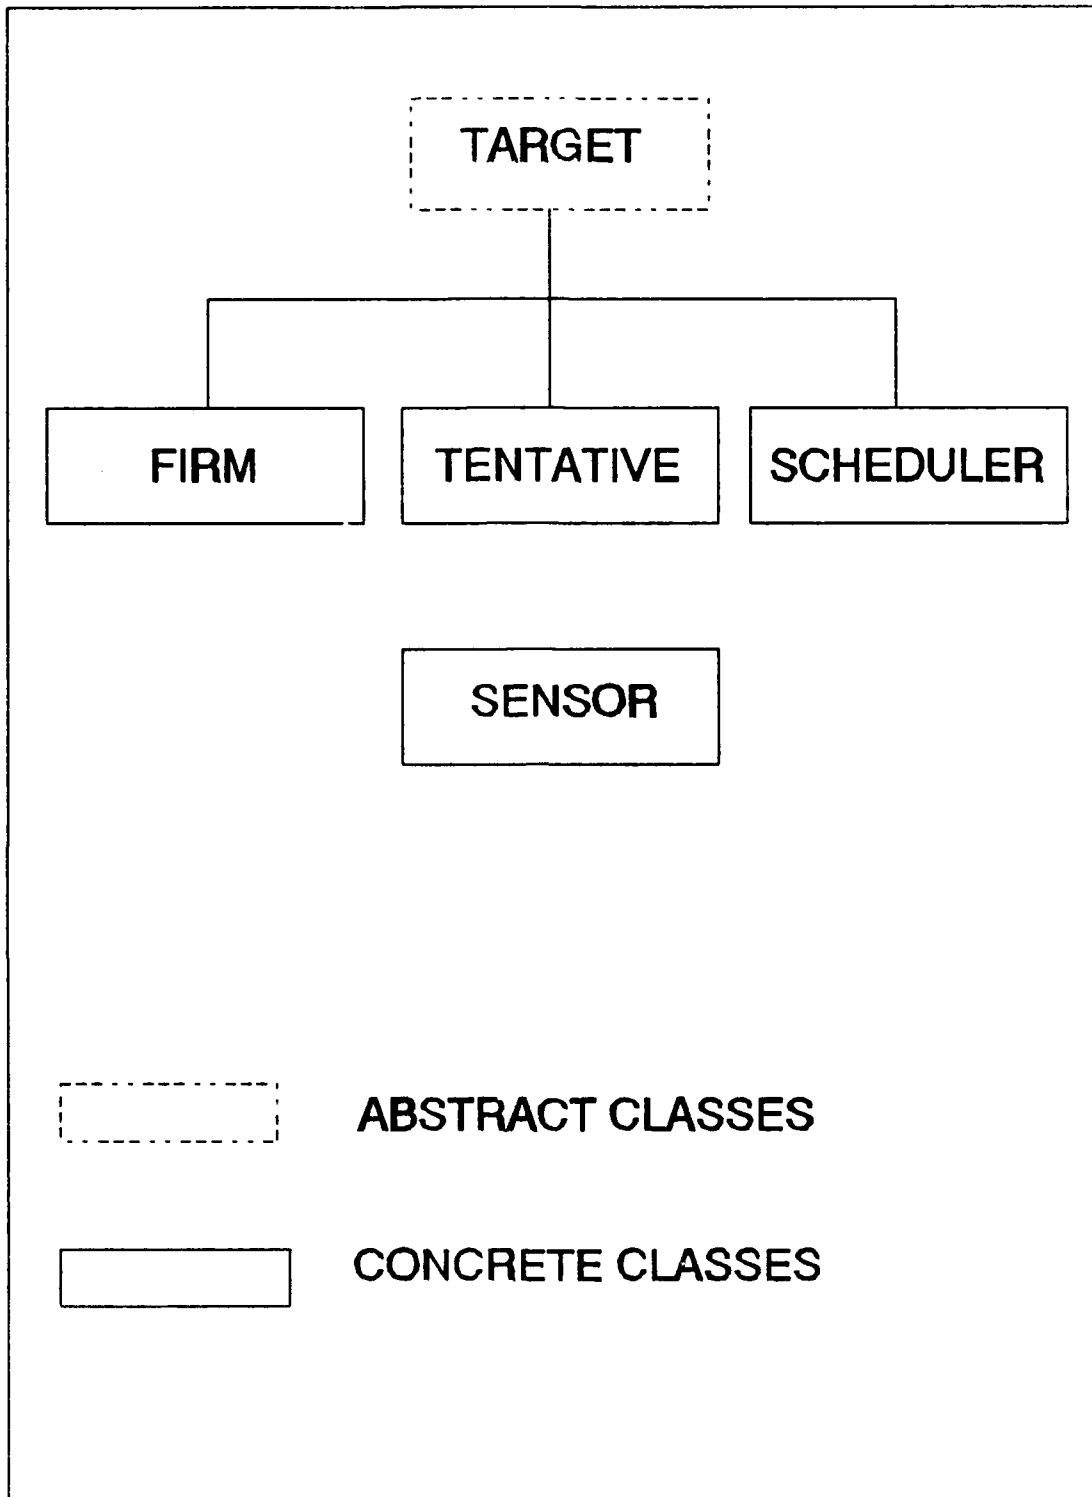 TARGET
FIRM
TENTATIVE
SCHEDULER
SENSOR
ABSTRACT CLASSES
CONCRETE CLASSES